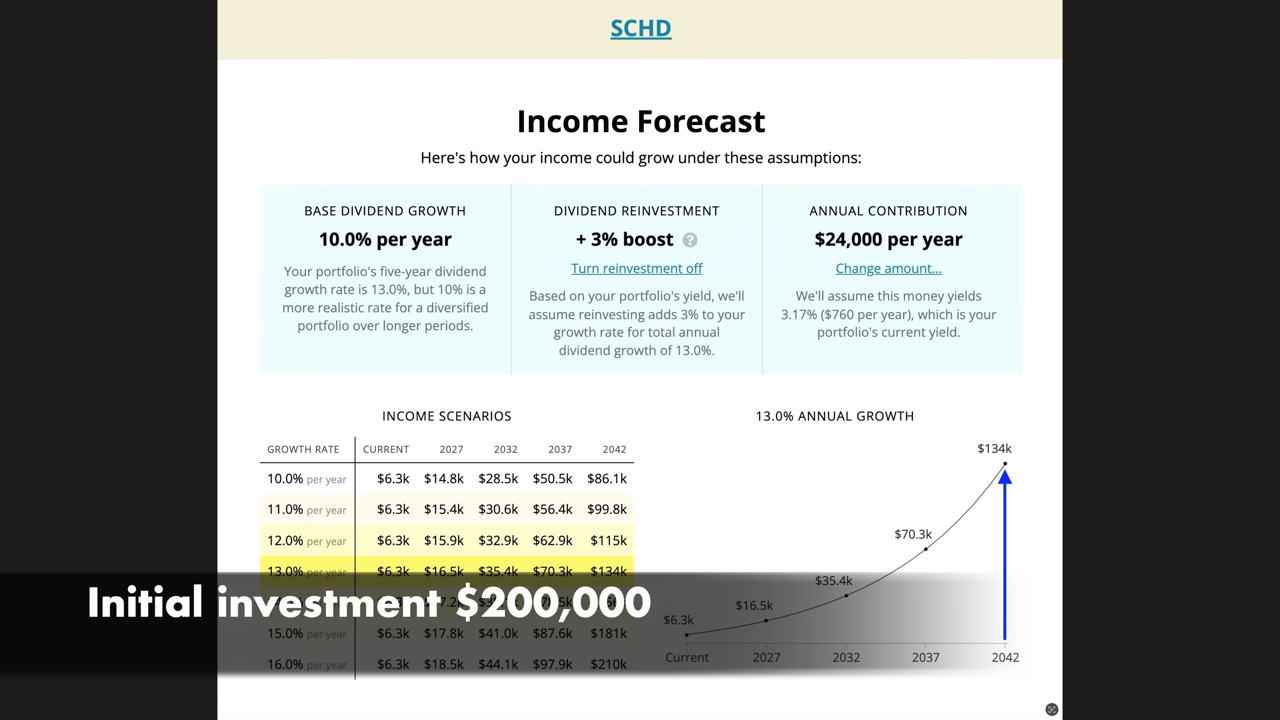 SCHD
Income Forecast
Here's how your income could grow under these assumptions:
BASE DIVIDEND GROWTH
10.0% per year
Your portfolio's five-year dividend
growth rate is 13.0%, but 10% is a
more realistic rate for a diversified
portfolio over longer periods.
DIVIDEND REINVESTMENT
+ 3% boost ?
Turn reinvestment off
Based on your portfolio's yield, we'll
assume reinvesting adds 3% to your
growth rate for total annual
dividend growth of 13.0%.
ANNUAL CONTRIBUTION
$24,000 per year
Change amount...
We'll assume this money yields
3.17% ($760 per year), which is your
portfolio's current yield.
INCOME SCENARIOS
GROWTH RATE CURRENT 2027 2032 2037 2042
10.0% per year $6.3k $14.8k $28.5k $50.5k $86.1k
11.0% per year $6.3k $15.4k $30.6k $56.4k $99.8k
12.0% per year $6.3k $15.9k $32.9k $62.9k $115k
13.0% per year $6.3k $16.5k $35.4k $70.3k $134k
15.0% per year $6.3k $17.8k $41.0k $87.6k $181k
16.0% per year $6.3k $18.5k $44.1k $97.9k $210k
13.0% ANNUAL GROWTH
$134k
$70.3k
$35.4k
$16.5k
$6.3k
Current 2027 2032 2037 2042
Initial investment $200,000